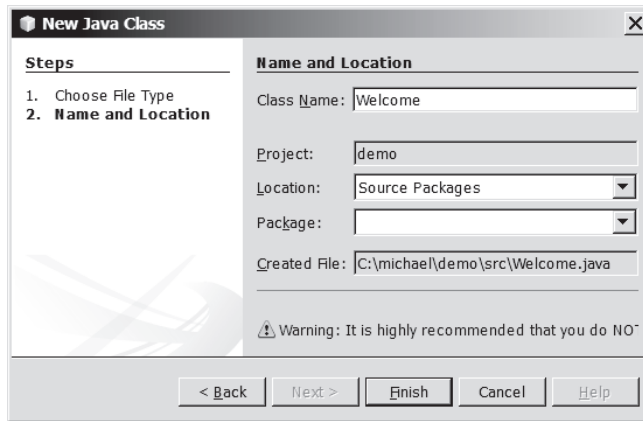 New Java Class
Steps
1. Choose File Type
2. Name and Location
Name and Location
Class Name: Welcome
Project: demo
Location: Source Packages
Package:
Created File: C:\michael\demo\src\Welcome.java
Warning: It is highly recommended that you do NOT
< Back Next > Finish Cancel Help